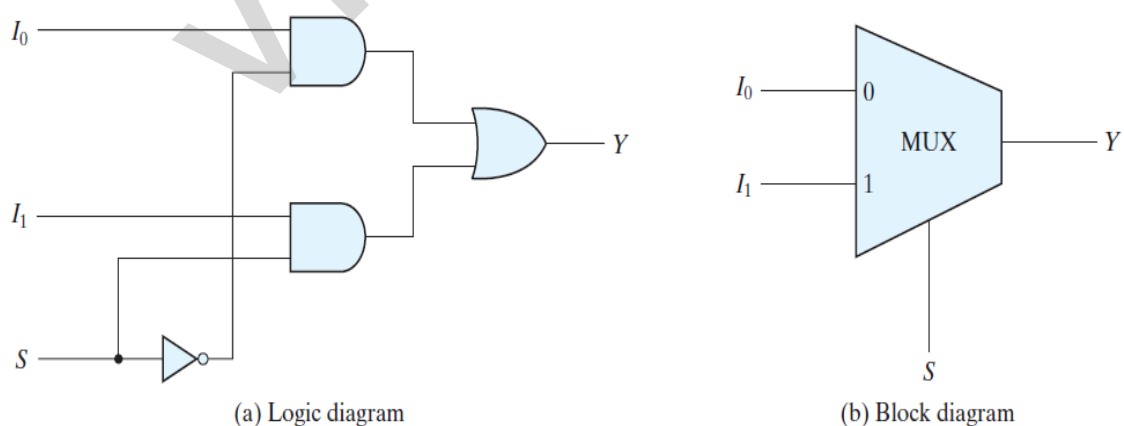 I₀
I₁
S
Y
(a) Logic diagram
I₀
I₁
0
1
MUX
Y
S
(b) Block diagram